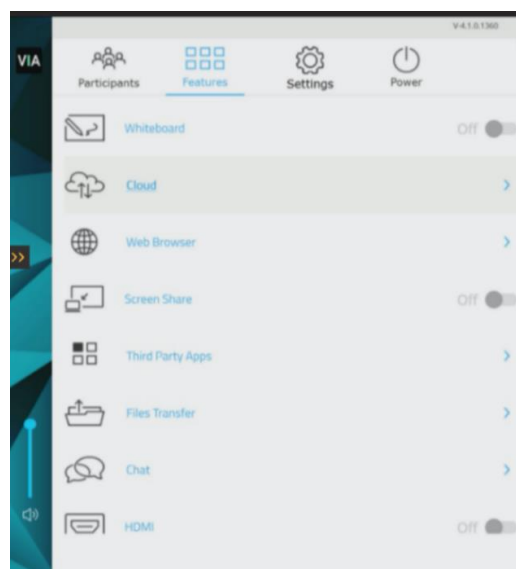 V-4.1.0.1360
VIA
Participants
Features
Settings
Power
Whiteboard
Off
Cloud
Web Browser
Screen Share
Off
Third Party Apps
Files Transfer
Chat
HDMI
Off